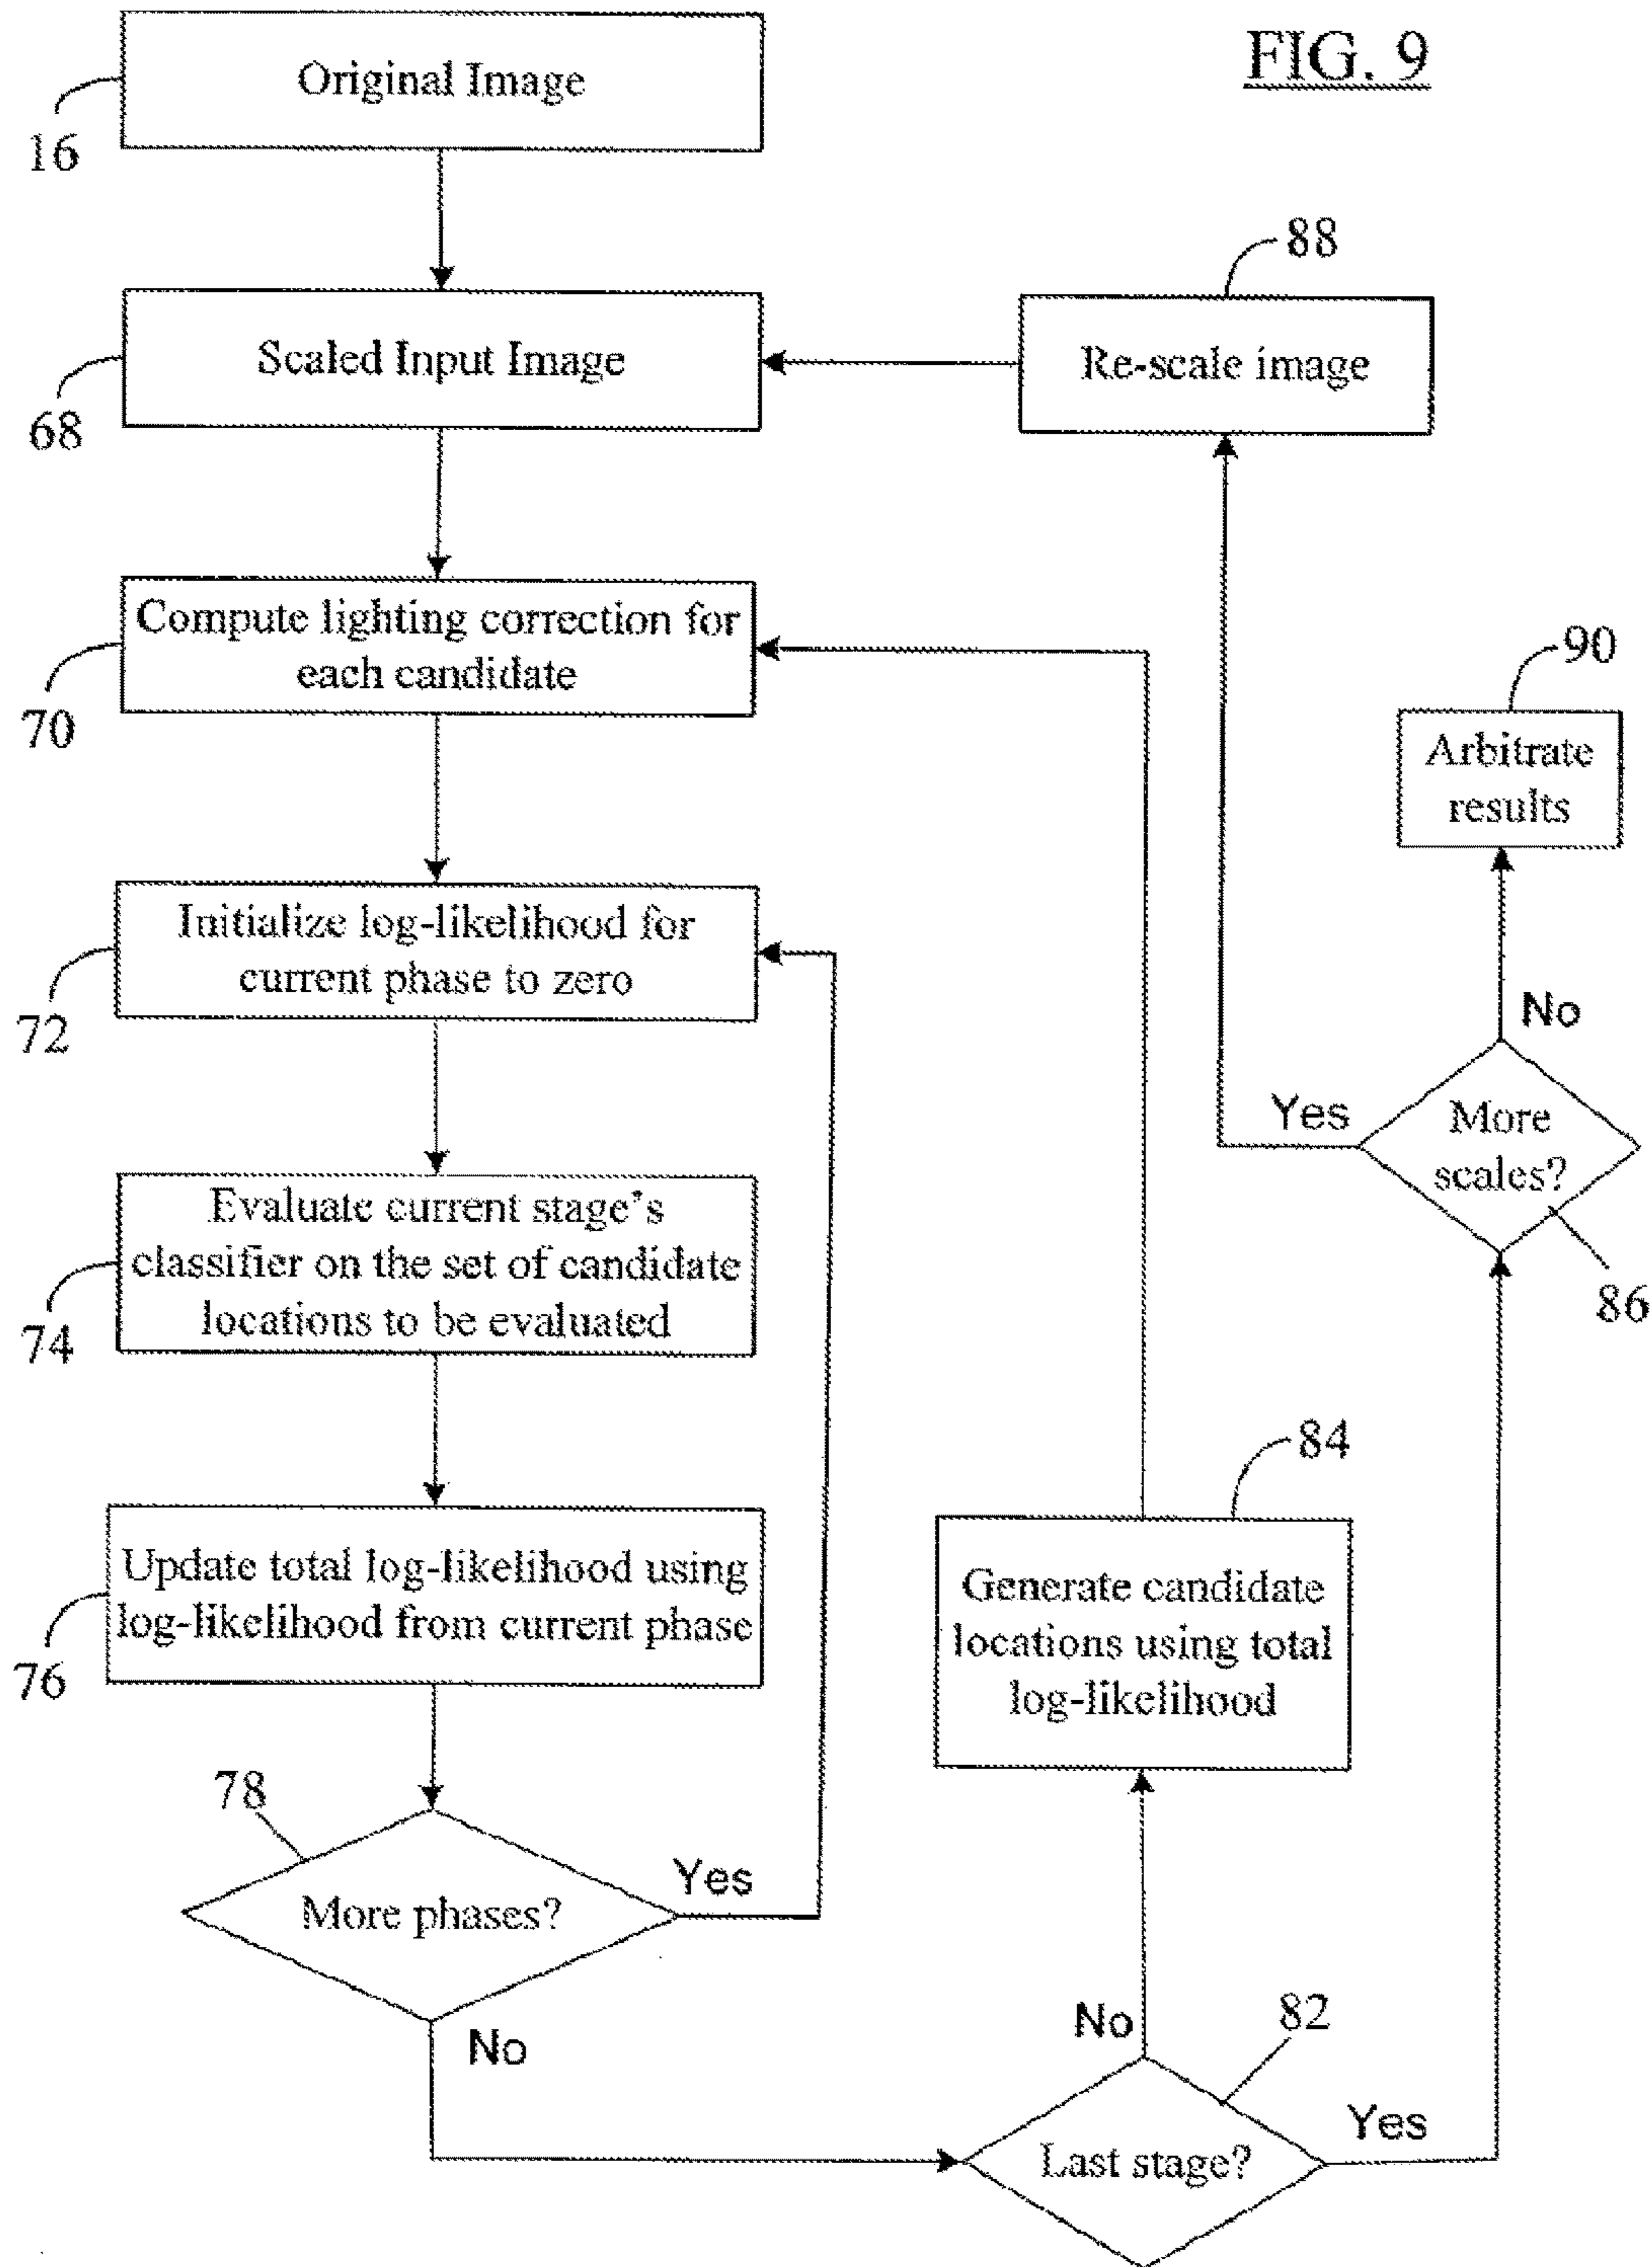 FIG. 9
Original Image
16
88
Scaled Input Image
Re-scale image
68
Compute lighting correction for
each candidate
70
90
Arbitrate
results
Initialize log-likelihood for
current phase to zero
72
No
Yes
More
scales?
86
Evaluate current stage's
classifier on the set of candidate
locations to be evaluated
74
84
Update total log-likelihood using
log-likelihood from current phase
76
Generate candidate
locations using total
log-likelihood
78
More phases?
Yes
No
No
82
Last stage?
Yes